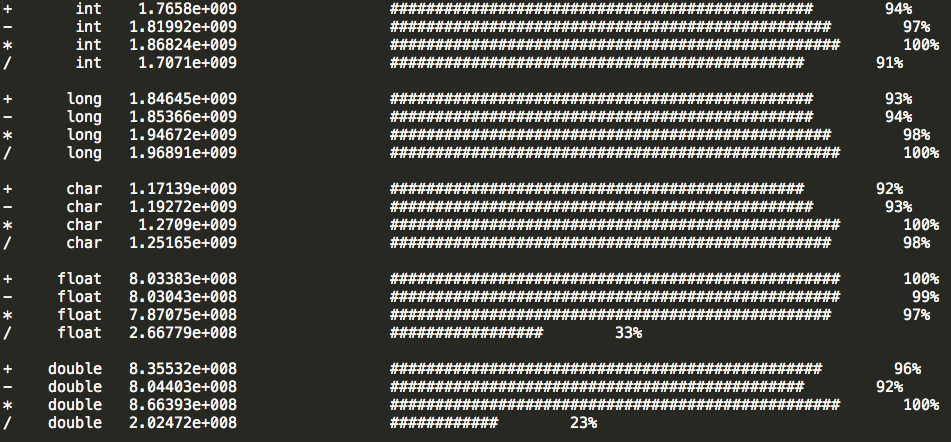 + int 1.7658e+009 ############################################### 94%
− int 1.81992e+009 ################################################# 97%
* int 1.86824e+009 ################################################## 100%
/ int 1.7071e+009 ############################################## 91%
+ long 1.84645e+009 ############################################### 93%
− long 1.85366e+009 ############################################### 94%
* long 1.94672e+009 ################################################# 98%
/ long 1.96891e+009 ################################################## 100%
+ char 1.17139e+009 ############################################## 92%
− char 1.19272e+009 ############################################### 93%
* char 1.2709e+009 ################################################## 100%
/ char 1.25165e+009 ################################################# 98%
+ float 8.03383e+008 ################################################## 100%
− float 8.03043e+008 ################################################## 99%
* float 7.87075e+008 ################################################# 97%
/ float 2.66779e+008 ################# 33%
+ double 8.35532e+008 ################################################ 96%
− double 8.04403e+008 ############################################## 92%
* double 8.66393e+008 ################################################## 100%
/ double 2.02472e+008 ############ 23%